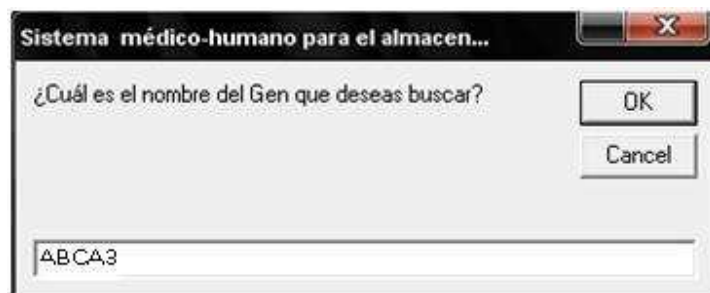 Sistema médico-humano para el almacen...
¿Cuál es el nombre del Gen que deseas buscar?
OK
Cancel
ABCA3